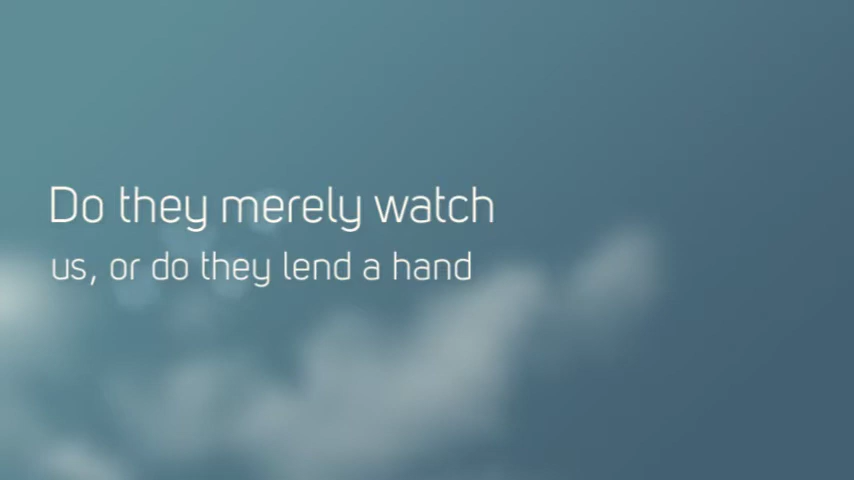 Do they merely watch
us, or do they lend a hand